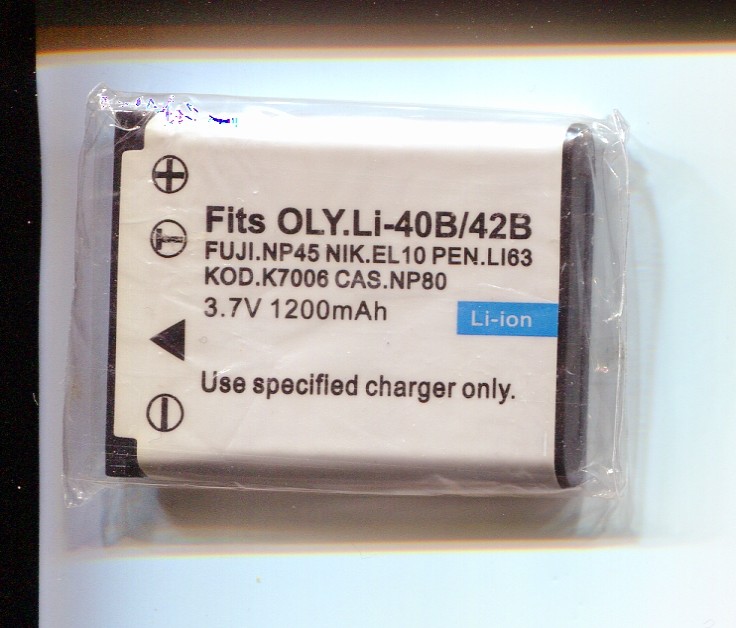 Fits OLY.Li-40B/42B
FUJI.NP45 NIK.EL10 PEN.LI63
KOD.K7006 CAS.NP80
3.7V 1200mAh
Li-ion
Use specified charger only.